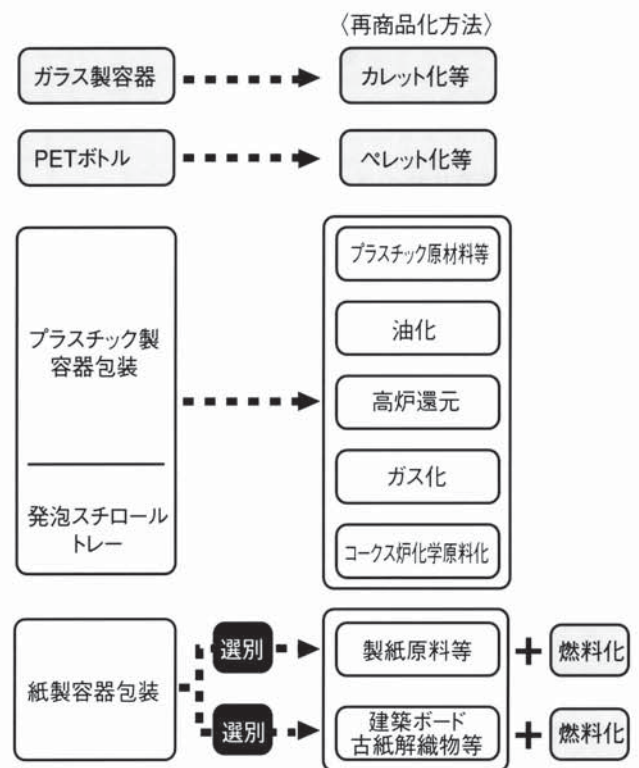 〈再商品化方法〉
ガラス製容器
カレット化等
PETボトル
ペレット化等
プラスチック製
容器包装
発泡スチロール
トレー
プラスチック原材料等
油化
高炉還元
ガス化
コークス炉化学原料化
紙製容器包装
選別
製紙原料等
+
燃料化
選別
建築ボード
古紙解織物等
+
燃料化